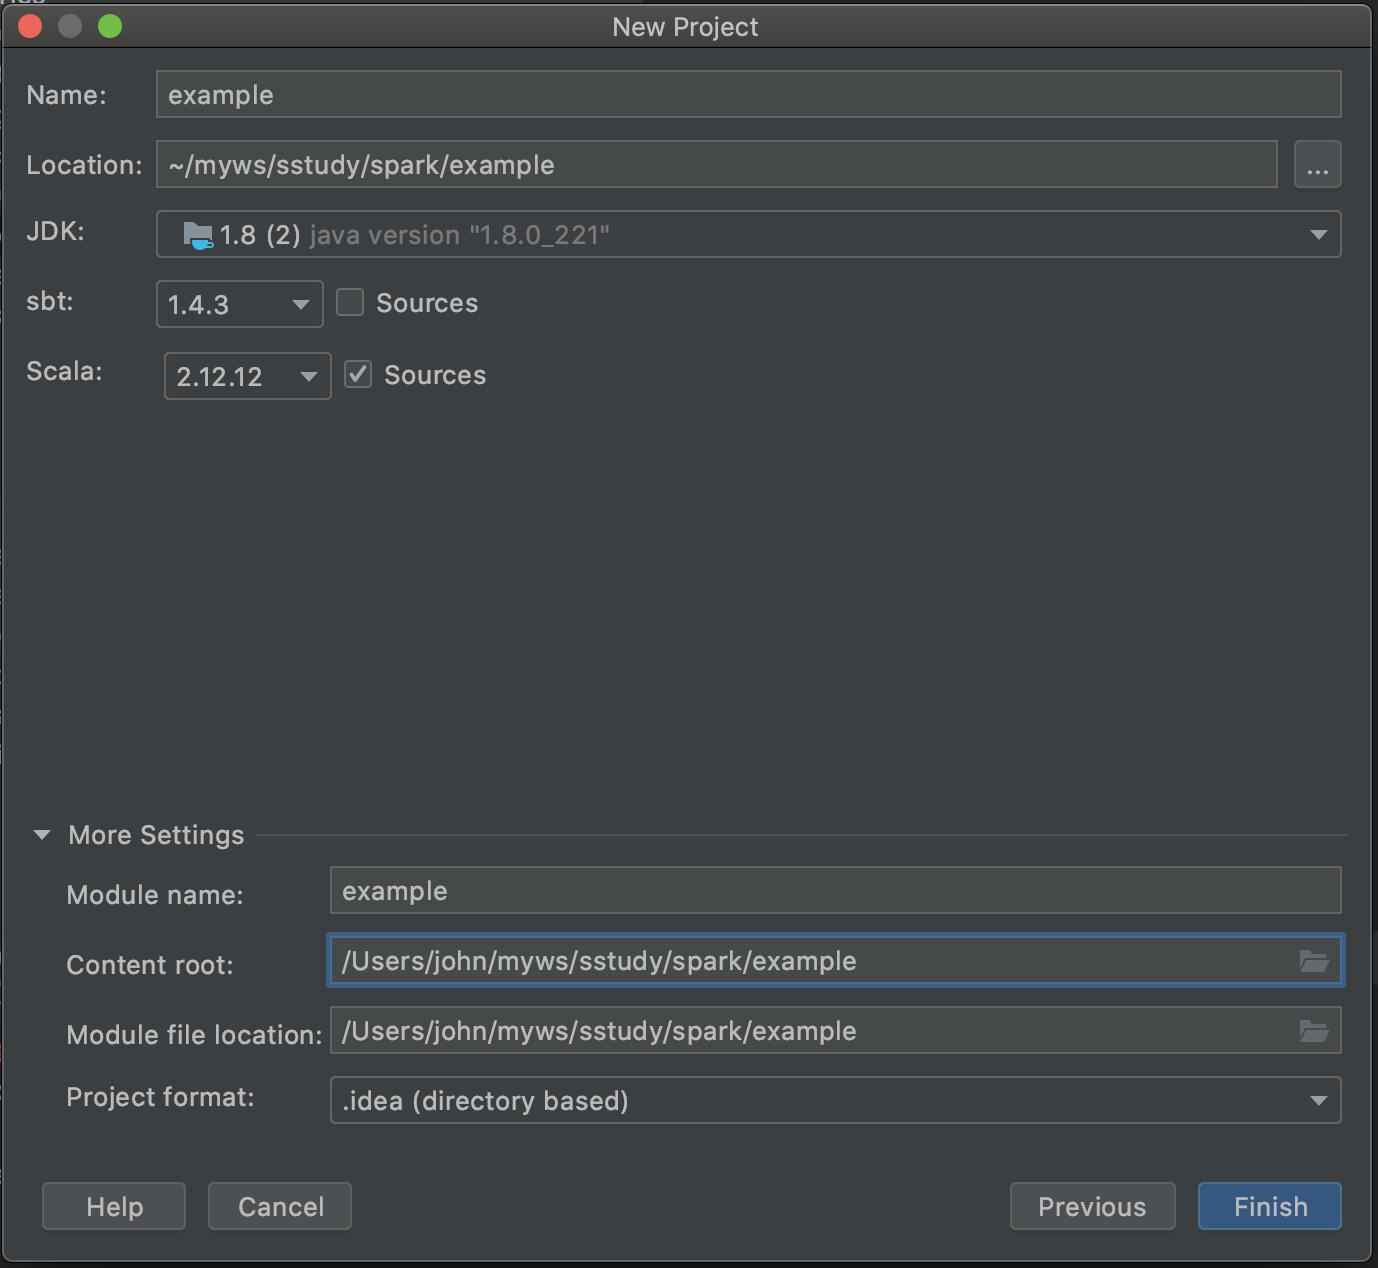 New Project
Name: example
Location: ~/myws/sstudy/spark/example ...
JDK: 1.8 (2) java version "1.8.0_221"
sbt: 1.4.3 Sources
Scala: 2.12.12 Sources
More Settings
Module name: example
Content root: /Users/john/myws/sstudy/spark/example
Module file location: /Users/john/myws/sstudy/spark/example
Project format: .idea (directory based)
Help Cancel Previous Finish